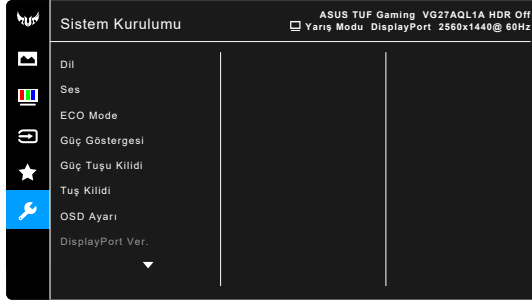 Sistem Kurulumu
ASUS TUF Gaming VG27AQL1A HDR Off
Yarış Modu DisplayPort 2560x1440@ 60Hz
Dil
Ses
ECO Mode
Güç Göstergesi
Güç Tuşu Kilidi
Tuş Kilidi
OSD Ayarı
DisplayPort Ver.